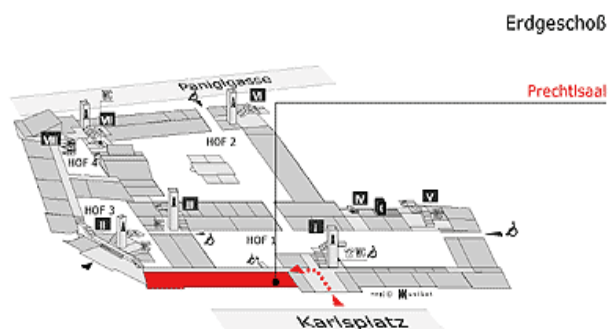 Erdgeschoß
Prechtlsaal
Paniglgasse
VI
VII
VIII
HOF 2
HOF 4
HOF 3
II
III
IV
V
HOF 1
I
Karlsplatz